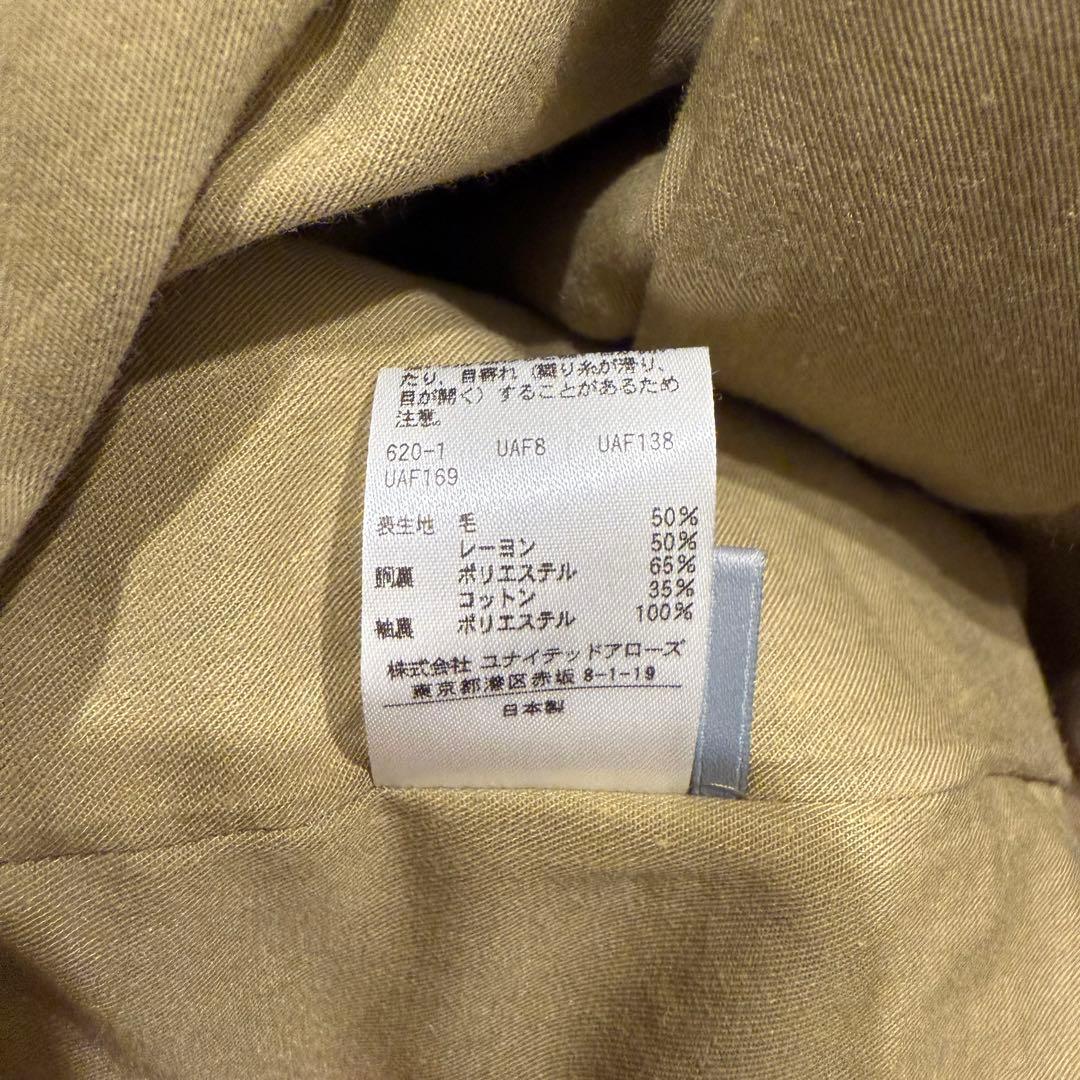 たり、目寄れ（織り糸が滑り、
目が開く）することがあるため
注意。
620-1 UAF8 UAF138
UAF169
表生地 毛 50%
レーヨン 50%
胴裏 ポリエステル 65%
コットン 35%
袖裏 ポリエステル 100%
株式会社 ユナイテッドアローズ
東京都港区赤坂 8-1-19
日本製